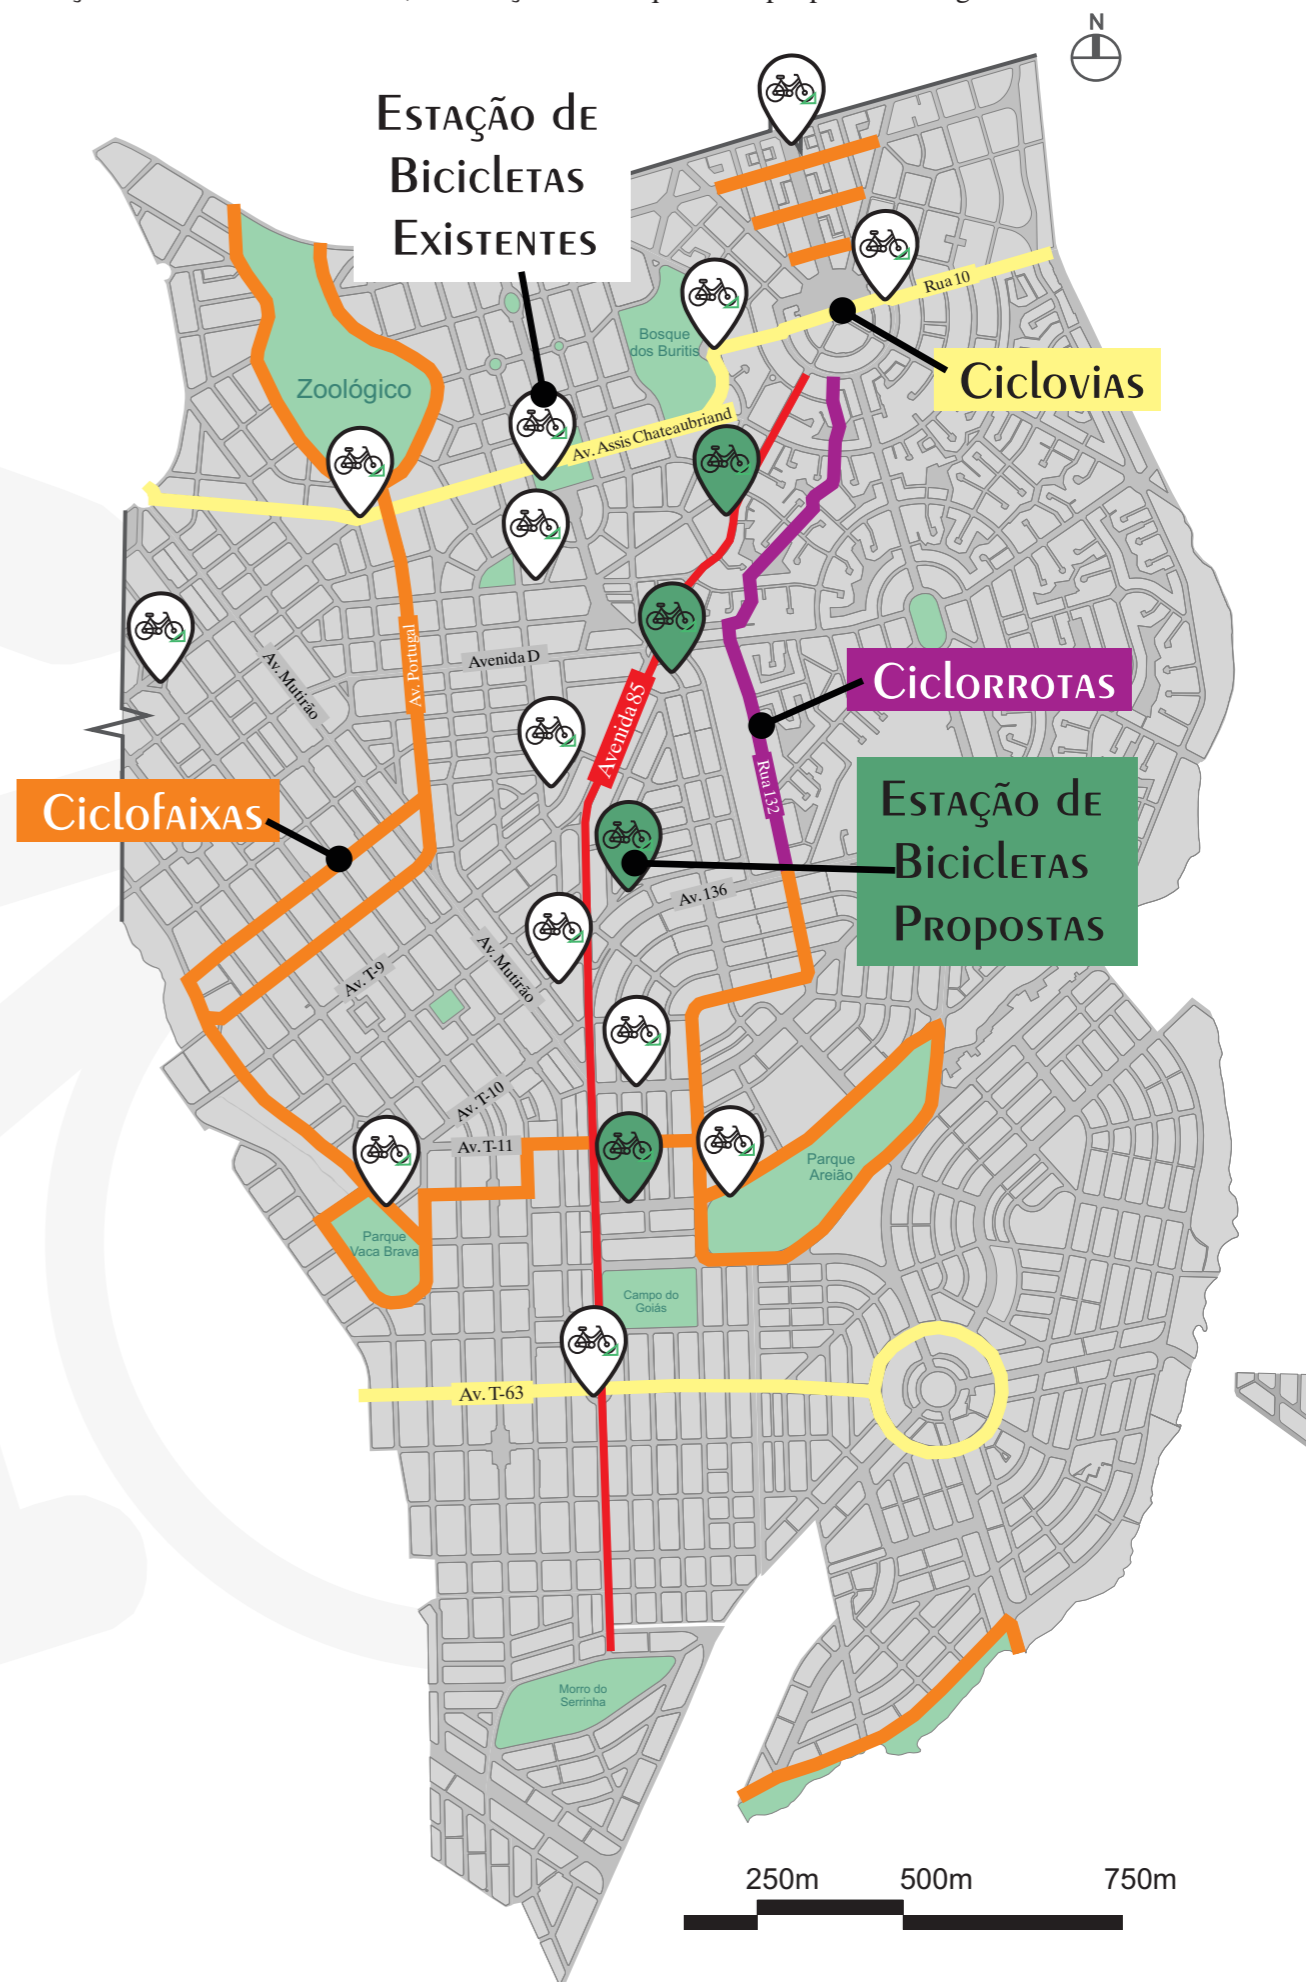 N
Estação de
Bicicletas
Existentes
Rua 10
Bosque
dos Buritis
Ciclovias
Zoológico
Av. Assis Chateaubriand
Av. Portugal
Avenida D
Av. Mutirão
Ciclorrotas
Avenida 85
Rua 132
Ciclofaixas
Estação de
Bicicletas
Propostas
Av. 136
Av. T-9
Av. Mutirão
Av. T-10
Av. T-11
Parque
Areião
Parque
Vaca Brava
Campo do
Goiás
Av. T-63
Morro do
Serrinha
250m 500m 750m